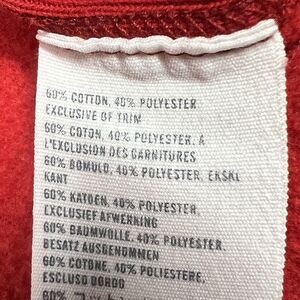 60% COTTON, 40% POLYESTER
EXCLUSIVE OF TRIM
60% COTON, 40% POLYESTER, A
L'EXCLUSION DES GARNITURES
60% BOMULD, 40% POLYESTER, EKSKL
KANT
60% KATOEN, 40% POLYESTER,
EXCLUSIEF AFWERKING
60% BAUMWOLLE, 40% POLYESTER,
BESATZ AUSGENOMMEN
60% COTONE, 40% POLIESTERE,
ESCLUSO BORDO
60%